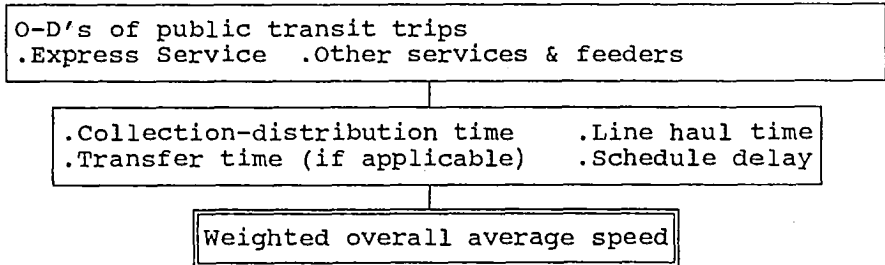 O-D's of public transit trips
.Express Service .Other services & feeders
.Collection-distribution time .Line haul time
.Transfer time (if applicable) .Schedule delay
Weighted overall average speed